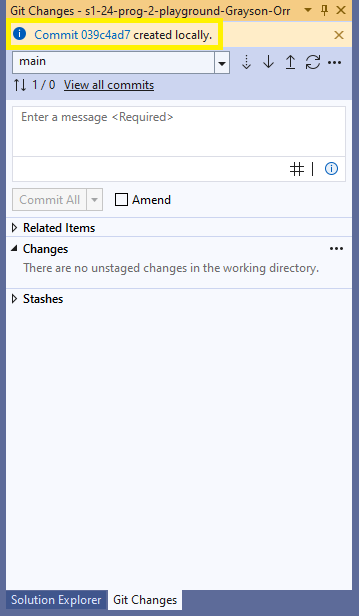 Git Changes - s1-24-prog-2-playground-Grayson-Orr
Commit 039c4ad7 created locally.
main
1 / 0 View all commits
Enter a message <Required>
Commit All Amend
Related Items
Changes
There are no unstaged changes in the working directory.
Stashes
Solution Explorer Git Changes